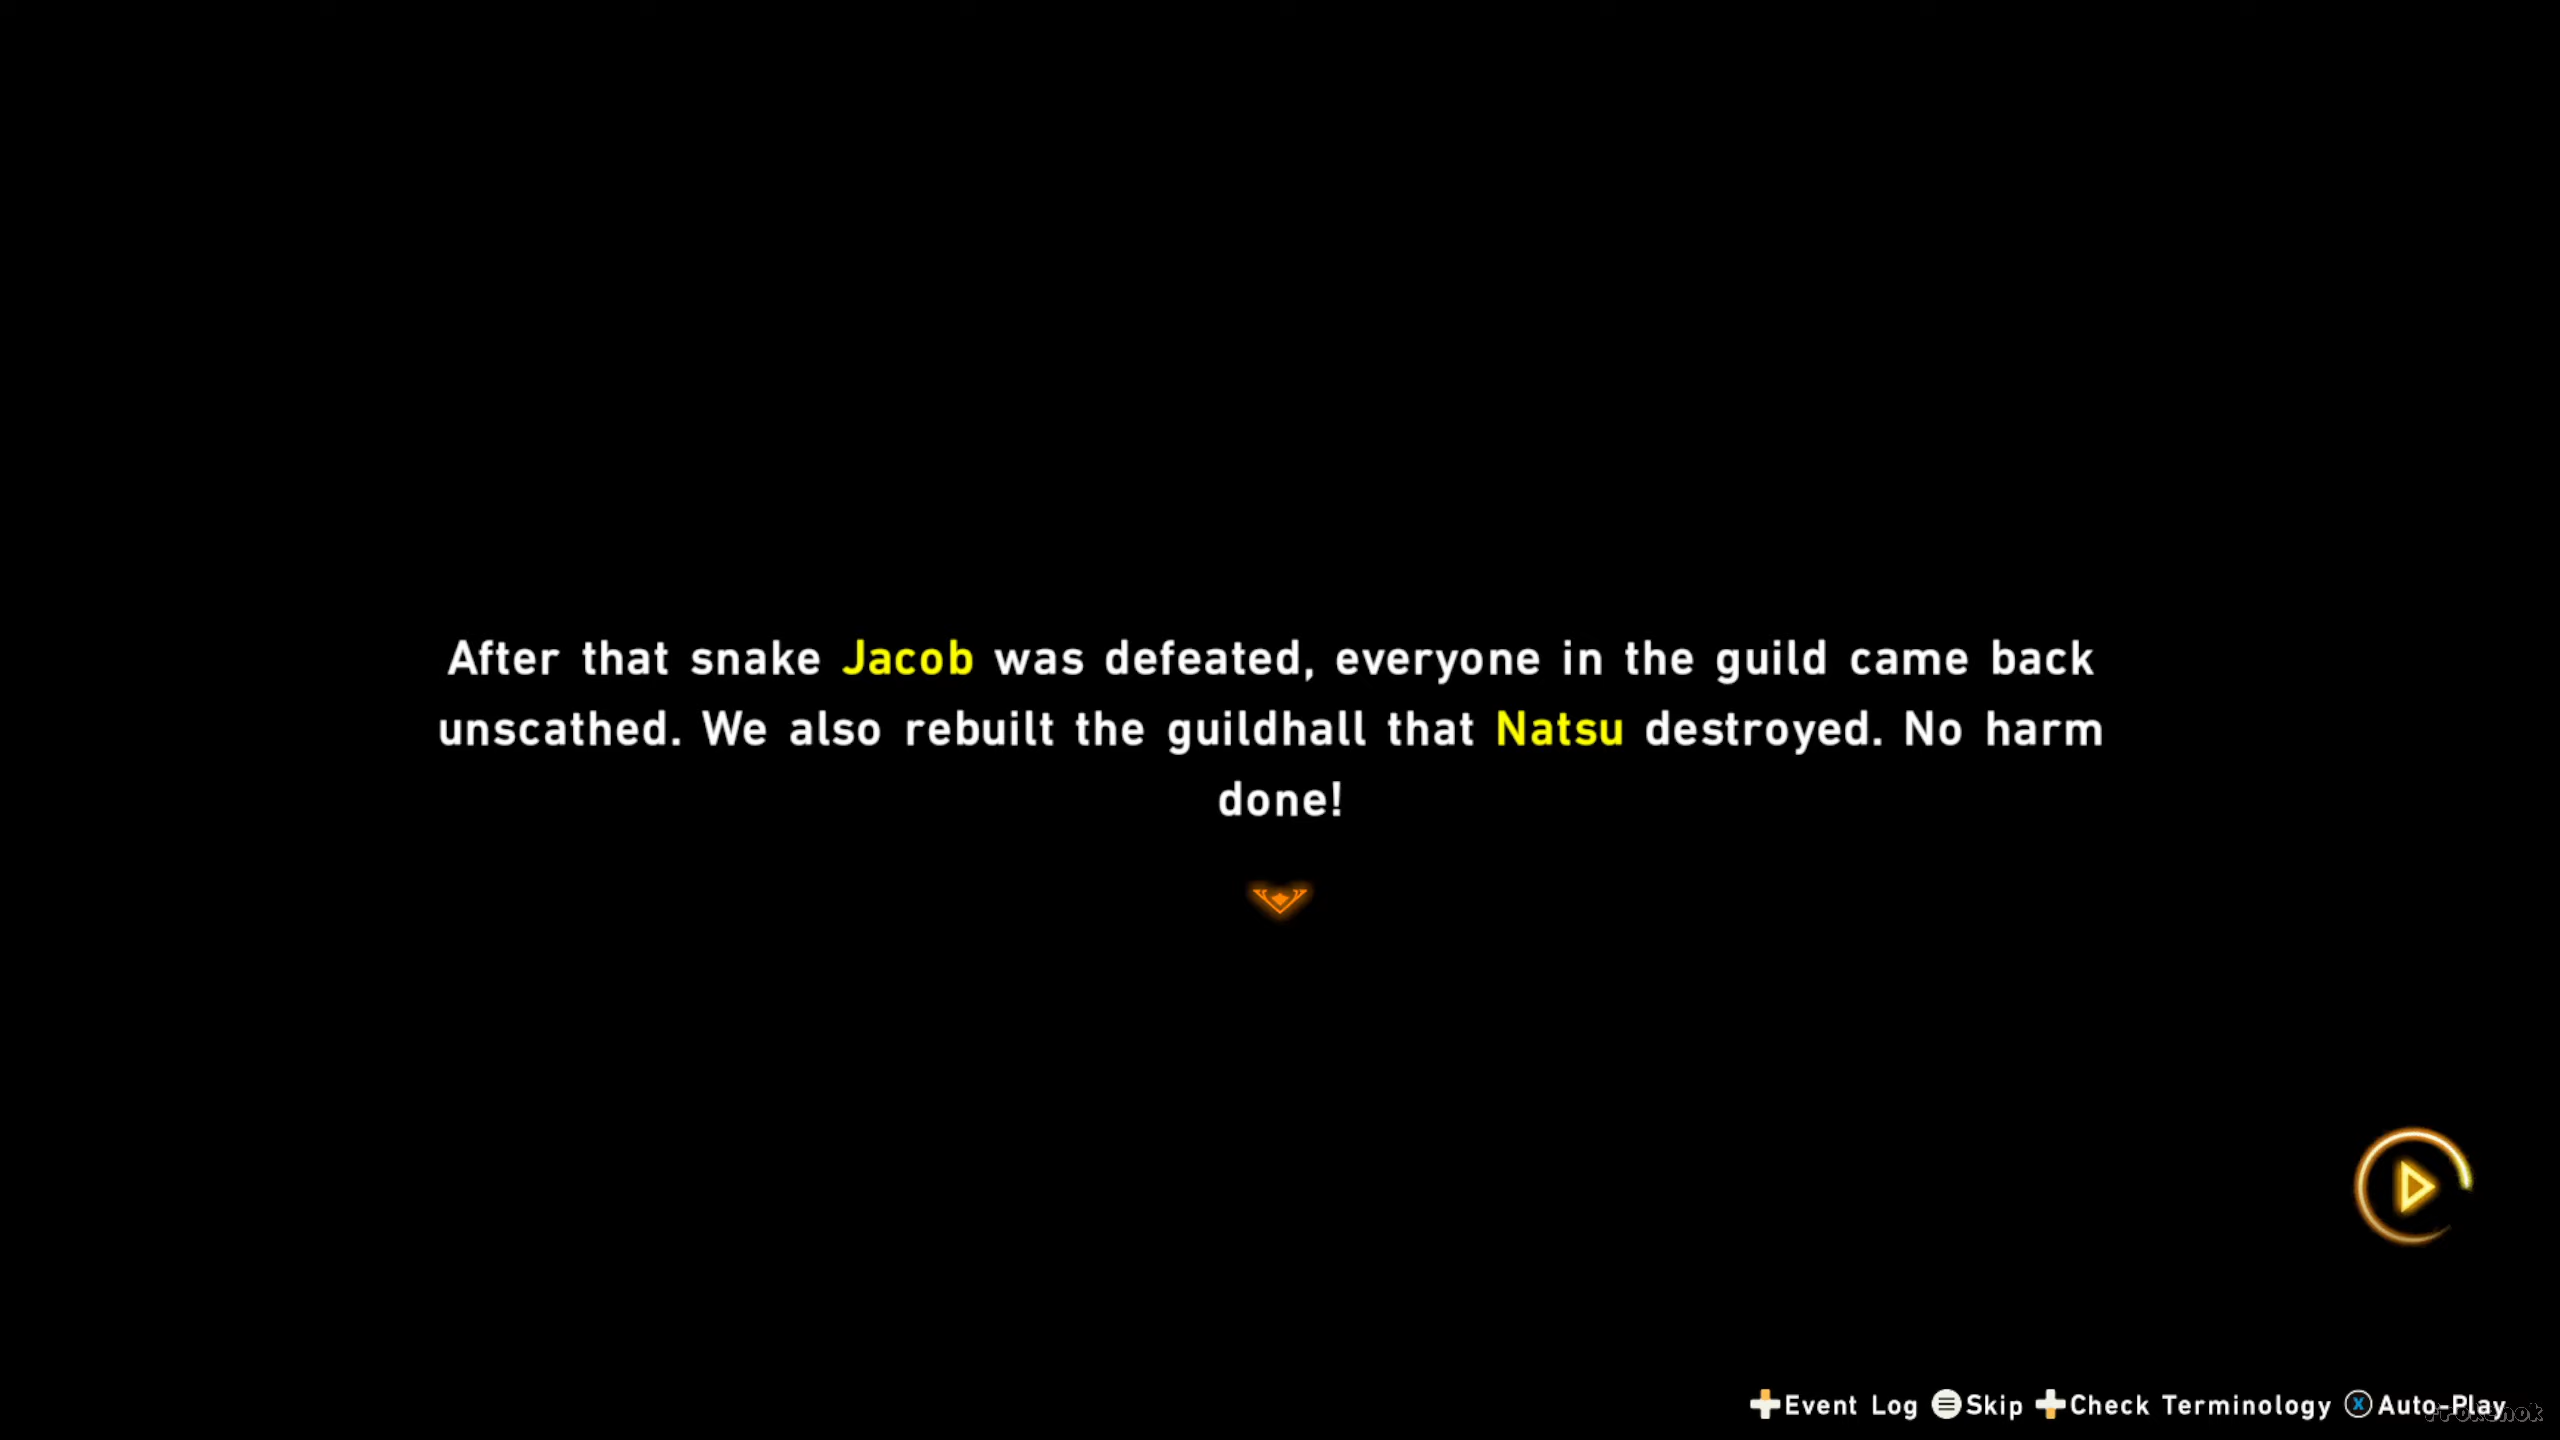 After that snake Jacob was defeated, everyone in the guild came back
unscathed. We also rebuilt the guildhall that Natsu destroyed. No harm
done!
Event Log Skip Check Terminology X Auto-Play